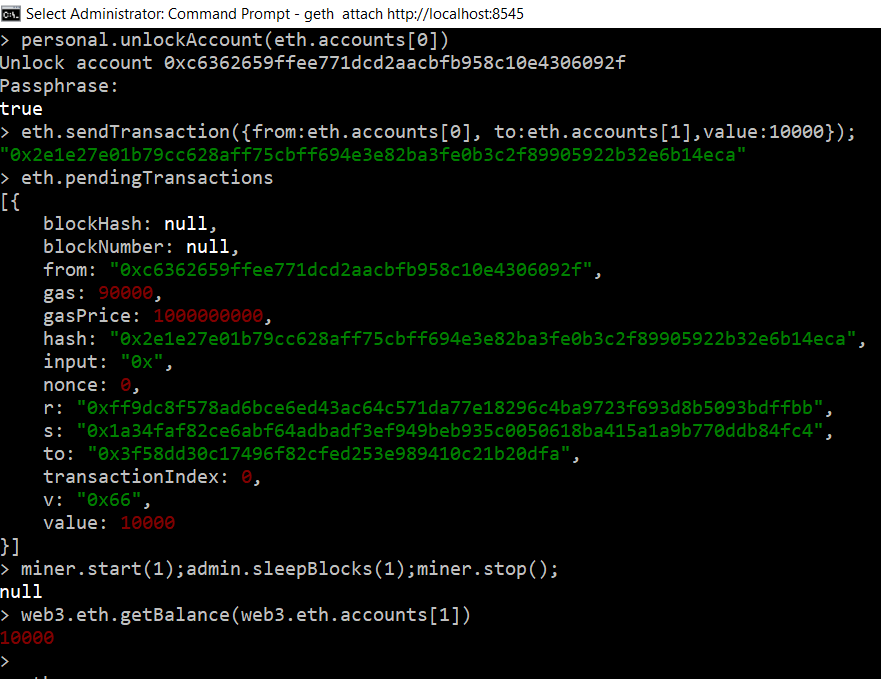 Select Administrator: Command Prompt - geth attach http://localhost:8545
> personal.unlockAccount(eth.accounts[0])
Unlock account 0xc6362659ffee771dcd2aacbfb958c10e4306092f
Passphrase:
true
> eth.sendTransaction({from:eth.accounts[0], to:eth.accounts[1],value:10000});
"0x2e1e27e01b79cc628aff75cbff694e3e82ba3fe0b3c2f89905922b32e6b14eca"
> eth.pendingTransactions
[{
blockHash: null,
blockNumber: null,
from: "0xc6362659ffee771dcd2aacbfb958c10e4306092f",
gas: 90000,
gasPrice: 1000000000,
hash: "0x2e1e27e01b79cc628aff75cbff694e3e82ba3fe0b3c2f89905922b32e6b14eca",
input: "0x",
nonce: 0,
r: "0xff9dc8f578ad6bce6ed43ac64c571da77e18296c4ba9723f693d8b5093bdffbb",
s: "0x1a34faf82ce6abf64adbadf3ef949beb935c0050618ba415a1a9b770ddb84fc4",
to: "0x3f58dd30c17496f82cfed253e989410c21b20dfa",
transactionIndex: 0,
v: "0x66",
value: 10000
}]
> miner.start(1);admin.sleepBlocks(1);miner.stop();
null
> web3.eth.getBalance(web3.eth.accounts[1])
10000
>